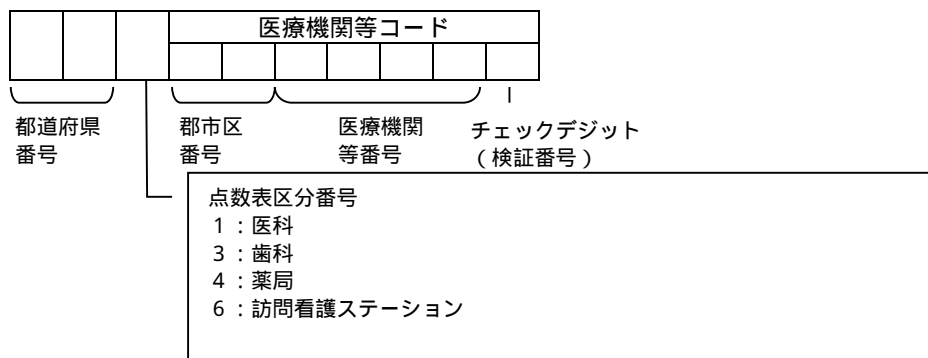 医療機関等コード
都道府県
番号
郡市区
番号
医療機関
等番号
チェックデジット
（検証番号）
点数表区分番号
1：医科
3：歯科
4：薬局
6：訪問看護ステーション